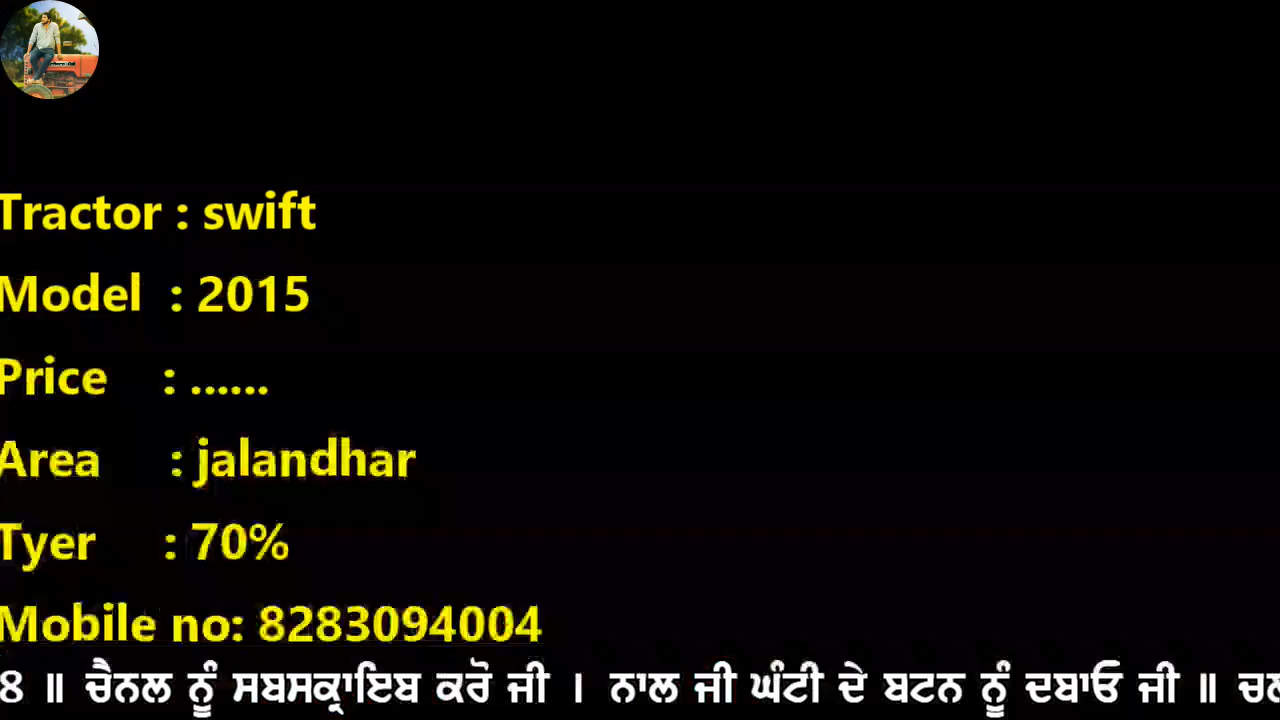 Tractor : swift
Model : 2015
Price : ......
Area : jalandhar
Tyer : 70%
Mobile no: 8283094004
8 ॥ ਚੈਨਲ ਨੂੰ ਸਬਸਕ੍ਰਾਇਬ ਕਰੋ ਜੀ । ਨਾਲ ਜੀ ਘੰਟੀ ਦੇ ਬਟਨ ਨੂੰ ਦਬਾਓ ਜੀ ॥